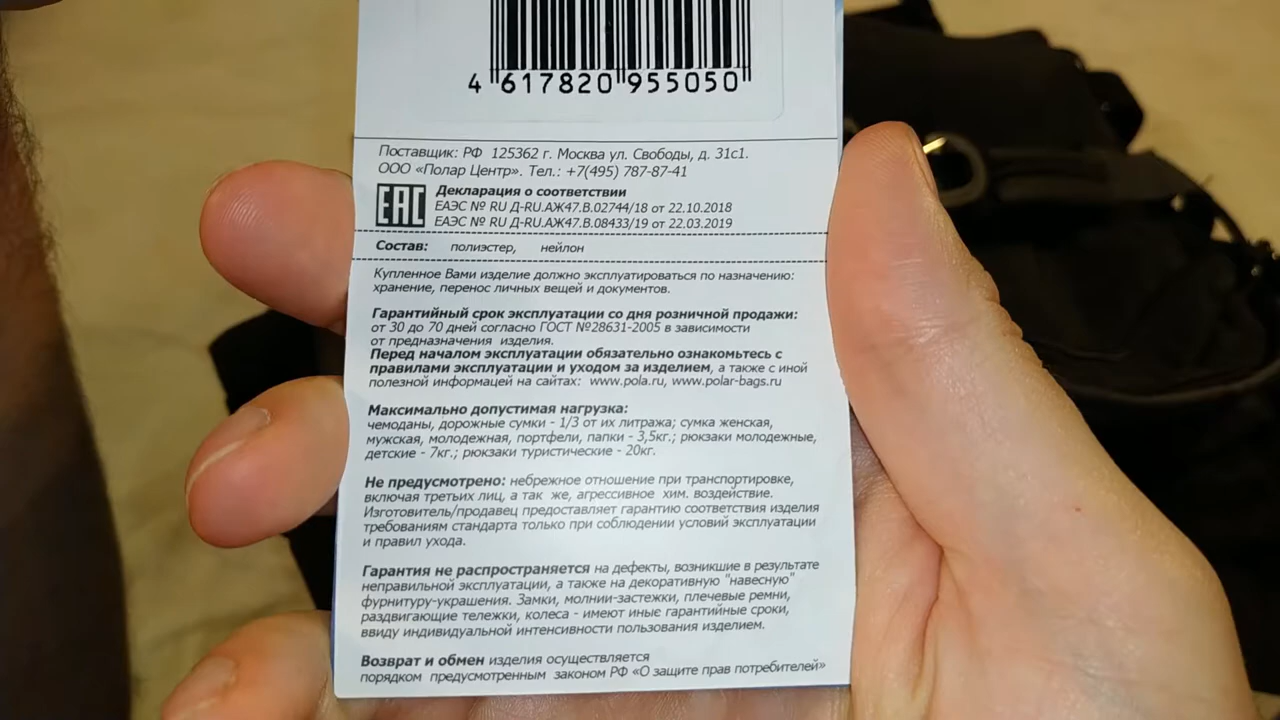 4 617820 955050
Поставщик: РФ 125362 г. Москва ул. Свободы, д. 31с1.
ООО «Полар Центр». Тел.: +7(495) 787-87-41
EAC
Декларация о соответствии
ЕАЭС № RU Д-RU.АЖ47.В.02744/18 от 22.10.2018
ЕАЭС № RU Д-RU.АЖ47.В.08433/19 от 22.03.2019
Состав: полиэстер, нейлон
Купленное Вами изделие должно эксплуатироваться по назначению:
хранение, перенос личных вещей и документов.
Гарантийный срок эксплуатации со дня розничной продажи:
от 30 до 70 дней согласно ГОСТ №28631-2005 в зависимости
от предназначения изделия.
Перед началом эксплуатации обязательно ознакомьтесь с
правилами эксплуатации и уходом за изделием, а также с иной
полезной информацей на сайтах: www.pola.ru, www.polar-bags.ru
Максимально допустимая нагрузка:
чемоданы, дорожные сумки - 1/3 от их литража; сумка женская,
мужская, молодежная, портфели, папки - 3,5кг.; рюкзаки молодежные,
детские - 7кг.; рюкзаки туристические - 20кг.
Не предусмотрено: небрежное отношение при транспортировке,
включая третьих лиц, а так же, агрессивное хим. воздействие.
Изготовитель/продавец предоставляет гарантию соответствия изделия
требованиям стандарта только при соблюдении условий эксплуатации
и правил ухода.
Гарантия не распространяется на дефекты, возникшие в результате
неправильной эксплуатации, а также на декоративную "навесную"
фурнитуру-украшения. Замки, молнии-застежки, плечевые ремни,
раздвигающие тележки, колеса - имеют иные гарантийные сроки,
ввиду индивидуальной интенсивности пользования изделием.
Возврат и обмен изделия осуществляется
порядком предусмотренным законом РФ «О защите прав потребителей»